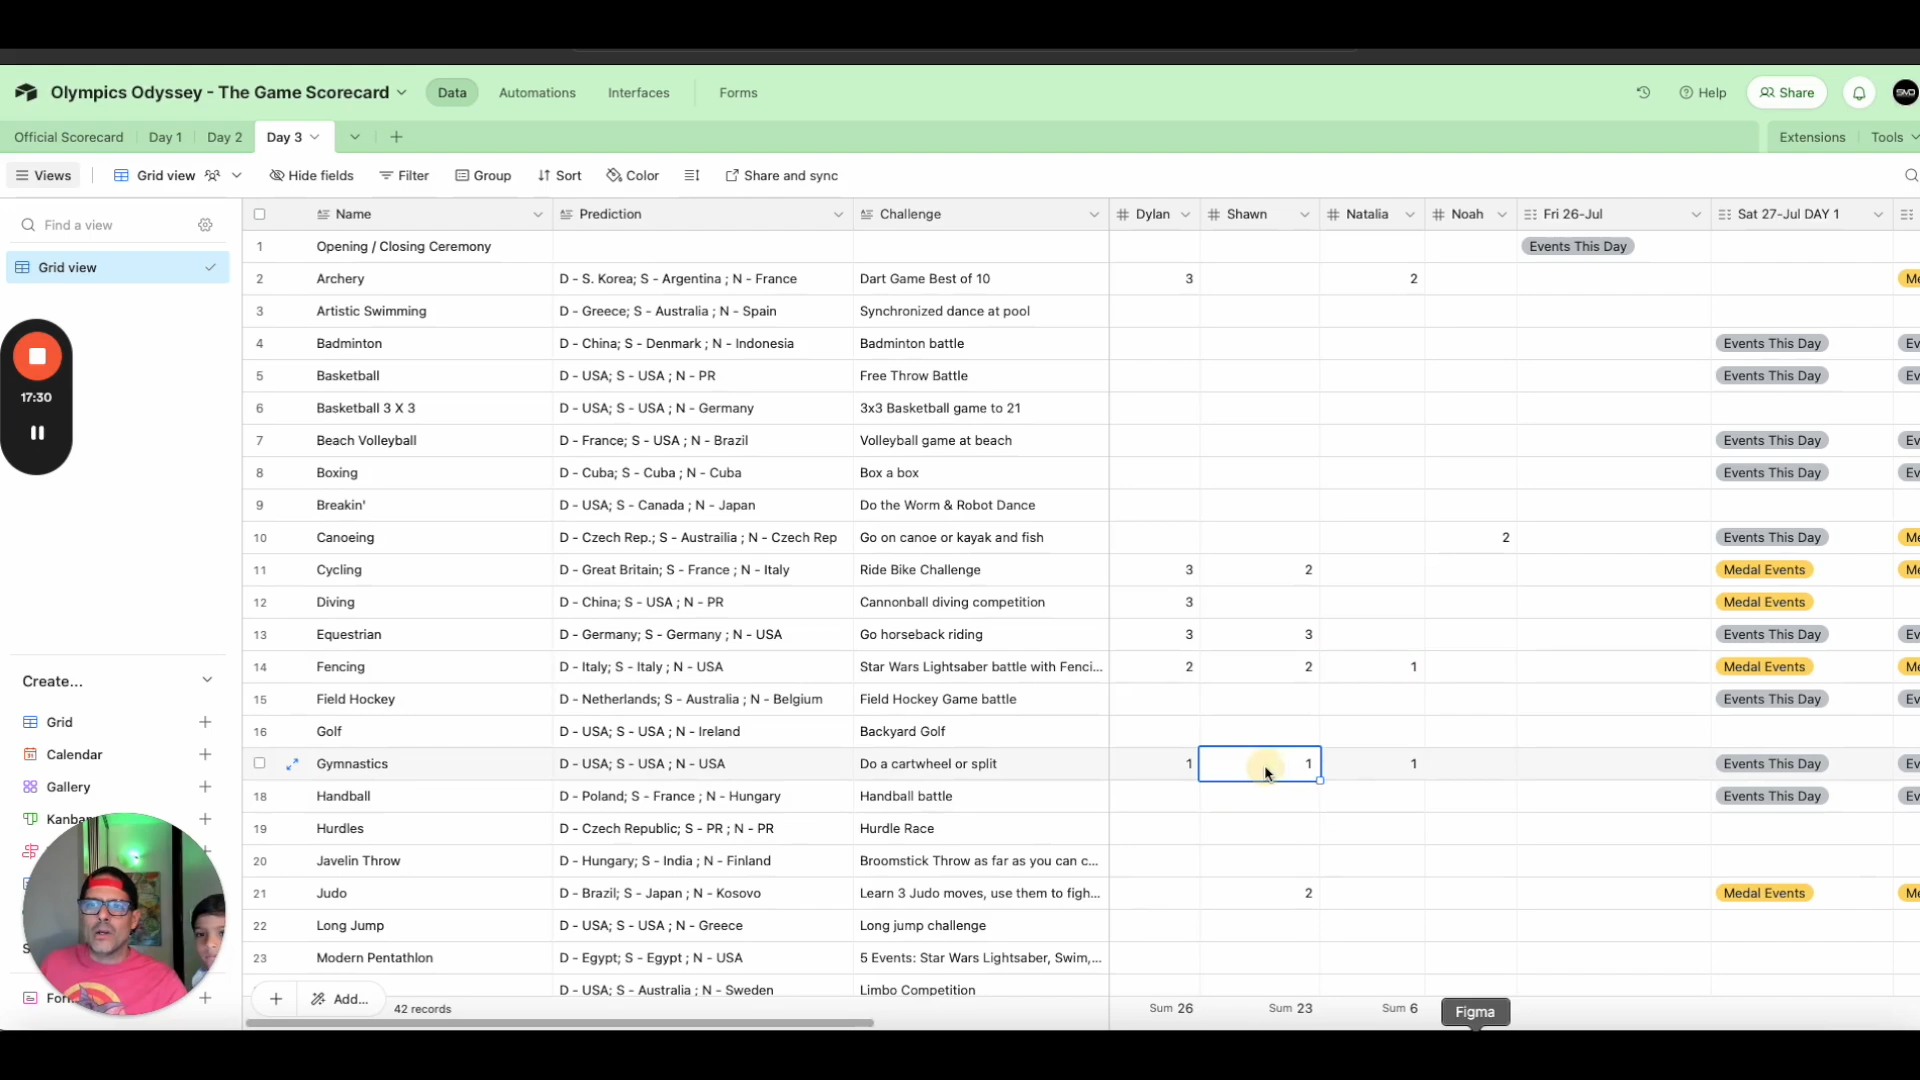 Olympics Odyssey - The Game Scorecard
Data
Automations
Interfaces
Forms
Help
Share
Official Scorecard
Day 1
Day 2
Day 3
Extensions
Tools
Views
Grid view
Hide fields
Filter
Group
Sort
Color
Share and sync
Find a view
Grid view
17:30
Create...
Grid
Calendar
Gallery
Name Prediction Challenge Dylan Shawn Natalia Noah Fri 26-Jul Sat 27-Jul DAY 1
1 Opening / Closing Ceremony Events This Day
2 Archery D - S. Korea; S - Argentina ; N - France Dart Game Best of 10 3 2
3 Artistic Swimming D - Greece; S - Australia ; N - Spain Synchronized dance at pool
4 Badminton D - China; S - Denmark ; N - Indonesia Badminton battle Events This Day
5 Basketball D - USA; S - USA ; N - PR Free Throw Battle Events This Day
6 Basketball 3 X 3 D - USA; S - USA ; N - Germany 3x3 Basketball game to 21
7 Beach Volleyball D - France; S - USA ; N - Brazil Volleyball game at beach Events This Day
8 Boxing D - Cuba; S - Cuba ; N - Cuba Box a box Events This Day
9 Breakin' D - USA; S - Canada ; N - Japan Do the Worm & Robot Dance
10 Canoeing D - Czech Rep.; S - Austrailia ; N - Czech Rep Go on canoe or kayak and fish 2 Events This Day
11 Cycling D - Great Britain; S - France ; N - Italy Ride Bike Challenge 3 2 Medal Events
12 Diving D - China; S - USA ; N - PR Cannonball diving competition 3 Medal Events
13 Equestrian D - Germany; S - Germany ; N - USA Go horseback riding 3 3 Events This Day
14 Fencing D - Italy; S - Italy ; N - USA Star Wars Lightsaber battle with Fenci... 2 2 1 Medal Events
15 Field Hockey D - Netherlands; S - Australia ; N - Belgium Field Hockey Game battle Events This Day
16 Golf D - USA; S - USA ; N - Ireland Backyard Golf
Gymnastics D - USA; S - USA ; N - USA Do a cartwheel or split 1 1 1 Events This Day
18 Handball D - Poland; S - France ; N - Hungary Handball battle Events This Day
19 Hurdles D - Czech Republic; S - PR ; N - PR Hurdle Race
20 Javelin Throw D - Hungary; S - India ; N - Finland Broomstick Throw as far as you can c...
21 Judo D - Brazil; S - Japan ; N - Kosovo Learn 3 Judo moves, use them to figh... 2 Medal Events
22 Long Jump D - USA; S - USA ; N - Greece Long jump challenge
23 Modern Pentathlon D - Egypt; S - Egypt ; N - USA 5 Events: Star Wars Lightsaber, Swim,...
D - USA; S - Australia ; N - Sweden Limbo Competition
Add...
42 records
Sum 26
Sum 23
Sum 6
Figma